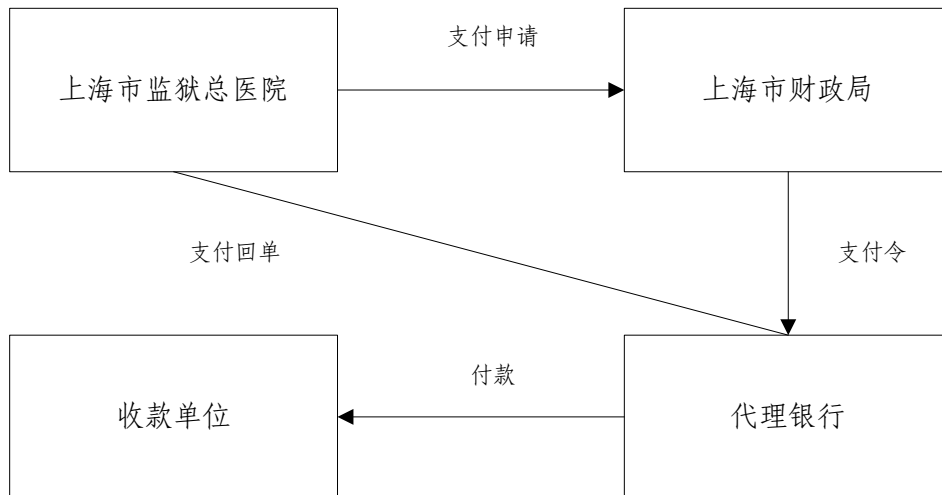 支付申请
上海市监狱总医院
上海市财政局
支付回单
支付令
付款
收款单位
代理银行